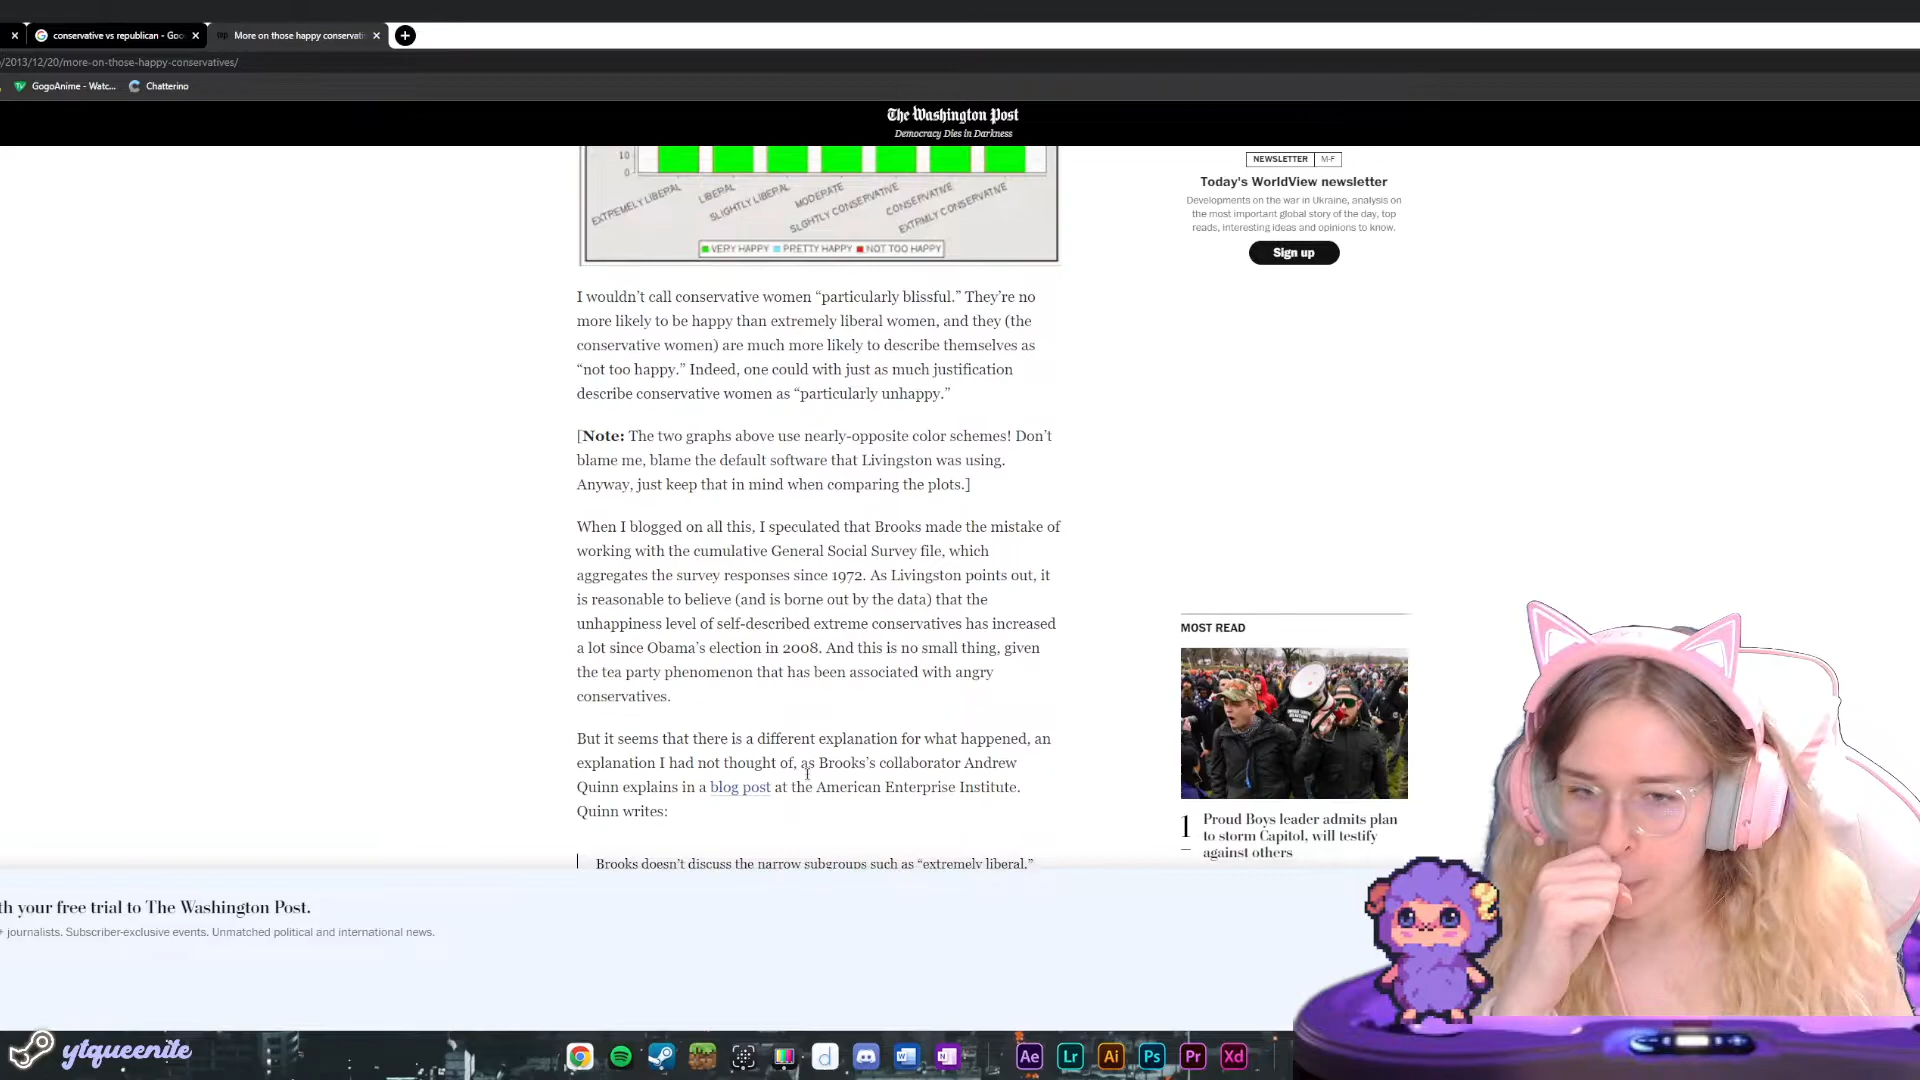 conservative vs republican - Goo
More on those happy conservati
/2013/12/20/more-on-those-happy-conservatives/
GogoAnime - Watc...
Chatterino
The Washington Post
Democracy Dies in Darkness
10
0
EXTREMELY LIBERAL
LIBERAL
SLIGHTLY LIBERAL
MODERATE
SLGHTLY CONSERVATIVE
CONSERVATIVE
EXTRMLY CONSERVATIVE
VERY HAPPY PRETTY HAPPY NOT TOO HAPPY
I wouldn't call conservative women “particularly blissful.” They're no
more likely to be happy than extremely liberal women, and they (the
conservative women) are much more likely to describe themselves as
“not too happy.” Indeed, one could with just as much justification
describe conservative women as “particularly unhappy.”
[Note: The two graphs above use nearly-opposite color schemes! Don't
blame me, blame the default software that Livingston was using.
Anyway, just keep that in mind when comparing the plots.]
When I blogged on all this, I speculated that Brooks made the mistake of
working with the cumulative General Social Survey file, which
aggregates the survey responses since 1972. As Livingston points out, it
is reasonable to believe (and is borne out by the data) that the
unhappiness level of self-described extreme conservatives has increased
a lot since Obama's election in 2008. And this is no small thing, given
the tea party phenomenon that has been associated with angry
conservatives.
But it seems that there is a different explanation for what happened, an
explanation I had not thought of, as Brooks's collaborator Andrew
Quinn explains in a blog post at the American Enterprise Institute.
Quinn writes:
Brooks doesn't discuss the narrow subgroups such as “extremely liberal.”
NEWSLETTER M-F
Today's WorldView newsletter
Developments on the war in Ukraine, analysis on
the most important global story of the day, top
reads, interesting ideas and opinions to know.
Sign up
MOST READ
1 Proud Boys leader admits plan
to storm Capitol, will testify
against others
th your free trial to The Washington Post.
+ journalists. Subscriber-exclusive events. Unmatched political and international news.
ytqueenite
d
Ae
Lr
Ai
Ps
Pr
Xd